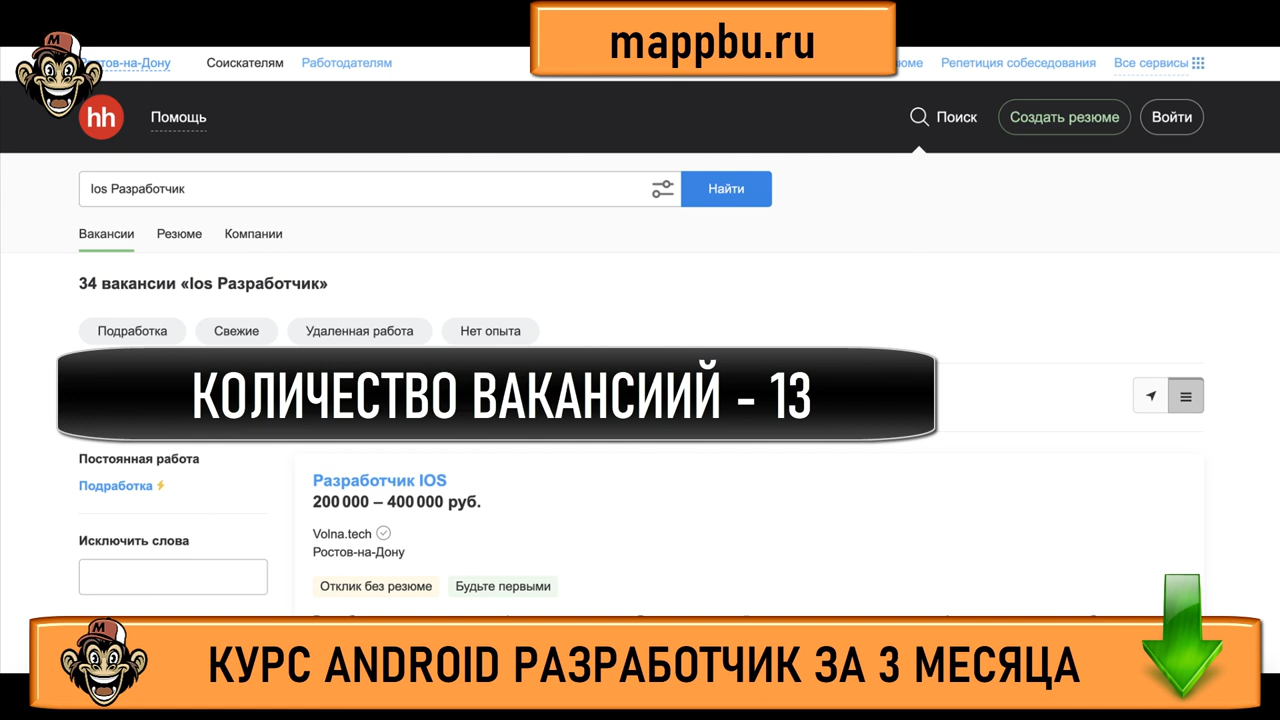 mappbu.ru
остов-на-Дону
Соискателям
Работодателям
юме
Репетиция собеседования
Все сервисы
M
hh
Помощь
Поиск
Создать резюме
Войти
Ios Разработчик
Найти
Вакансии
Резюме
Компании
34 вакансии «Ios Разработчик»
Подработка
Свежие
Удаленная работа
Нет опыта
КОЛИЧЕСТВО ВАКАНСИИЙ - 13
Постоянная работа
Подработка
Исключить слова
Разработчик IOS
200 000 – 400 000 руб.
Volna.tech
Ростов-на-Дону
Отклик без резюме
Будьте первыми
M
КУРС ANDROID РАЗРАБОТЧИК ЗА 3 МЕСЯЦА